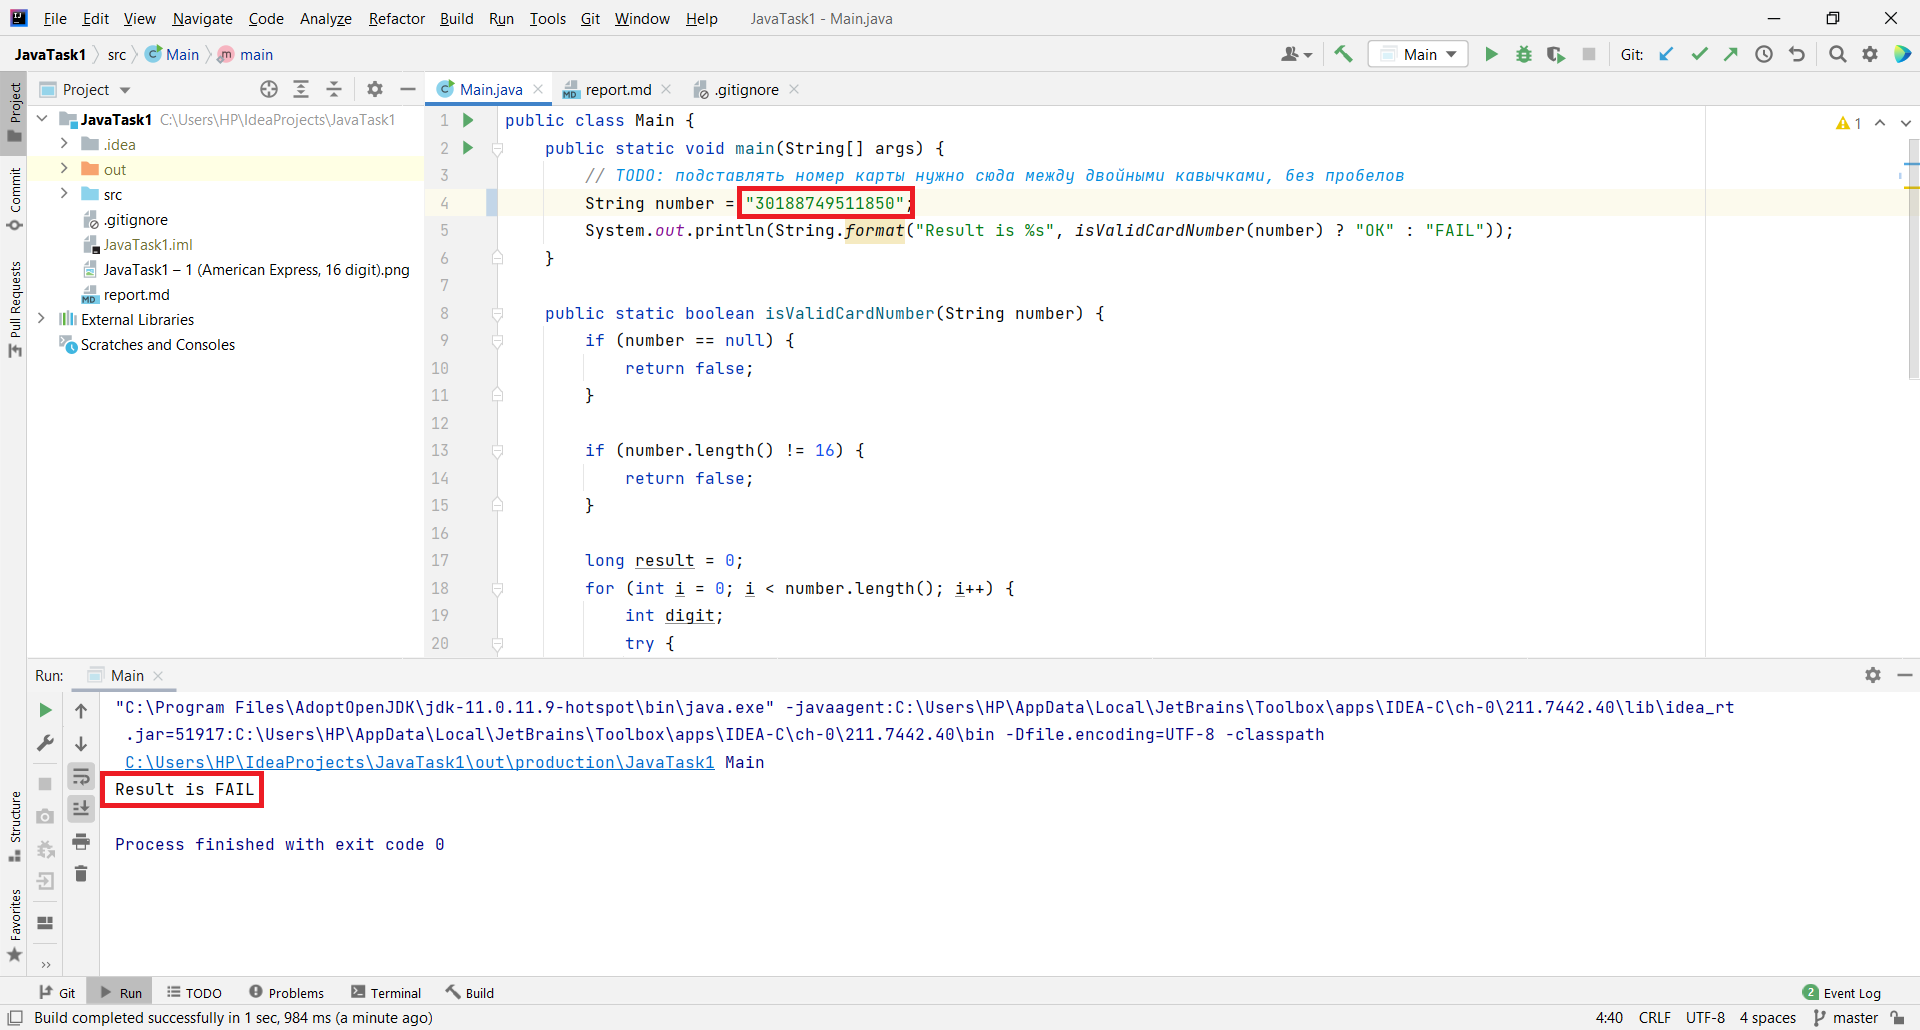 File Edit View Navigate Code Analyze Refactor Build Run Tools Git Window Help JavaTask1 - Main.java
JavaTask1 src Main main
Main Git:
Project
Main.java report.md .gitignore
Project
Commit
Pull Requests
Structure
Favorites
JavaTask1 C:\Users\HP\IdeaProjects\JavaTask1
.idea
out
src
.gitignore
JavaTask1.iml
JavaTask1 – 1 (American Express, 16 digit).png
report.md
External Libraries
Scratches and Consoles
1
1 public class Main {
2 public static void main(String[] args) {
3 // TODO: подставлять номер карты нужно сюда между двойными кавычками, без пробелов
4 String number = "30188749511850";
5 System.out.println(String.format("Result is %s", isValidCardNumber(number) ? "OK" : "FAIL"));
6 }
7
8 public static boolean isValidCardNumber(String number) {
9 if (number == null) {
10 return false;
11 }
12
13 if (number.length() != 16) {
14 return false;
15 }
16
17 long result = 0;
18 for (int i = 0; i < number.length(); i++) {
19 int digit;
20 try {
Run: Main
"C:\Program Files\AdoptOpenJDK\jdk-11.0.11.9-hotspot\bin\java.exe" -javaagent:C:\Users\HP\AppData\Local\JetBrains\Toolbox\apps\IDEA-C\ch-0\211.7442.40\lib\idea_rt
.jar=51917:C:\Users\HP\AppData\Local\JetBrains\Toolbox\apps\IDEA-C\ch-0\211.7442.40\bin -Dfile.encoding=UTF-8 -classpath
C:\Users\HP\IdeaProjects\JavaTask1\out\production\JavaTask1 Main
Result is FAIL
Process finished with exit code 0
Git Run TODO Problems Terminal Build 2 Event Log
Build completed successfully in 1 sec, 984 ms (a minute ago) 4:40 CRLF UTF-8 4 spaces master